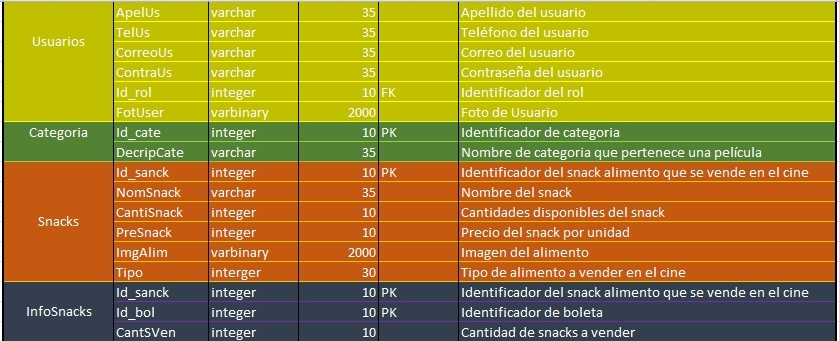 Usuarios
ApelUs varchar 35 Apellido del usuario
TelUs varchar 35 Teléfono del usuario
CorreoUs varchar 35 Correo del usuario
ContraUs varchar 35 Contraseña del usuario
Id_rol integer 10 FK Identificador del rol
FotUser varbinary 2000 Foto de Usuario
Categoria Id_cate integer 10 PK Identificador de categoria
DecripCate varchar 35 Nombre de categoria que pertenece una película
Snacks
Id_sanck integer 10 PK Identificador del snack alimento que se vende en el cine
NomSnack varchar 35 Nombre del snack
CantiSnack integer 10 Cantidades disponibles del snack
PreSnack integer 10 Precio del snack por unidad
ImgAlim varbinary 2000 Imagen del alimento
Tipo interger 30 Tipo de alimento a vender en el cine
InfoSnacks
Id_sanck integer 10 PK Identificador del snack alimento que se vende en el cine
Id_bol integer 10 PK Identificador de boleta
CantSVen integer 10 Cantidad de snacks a vender